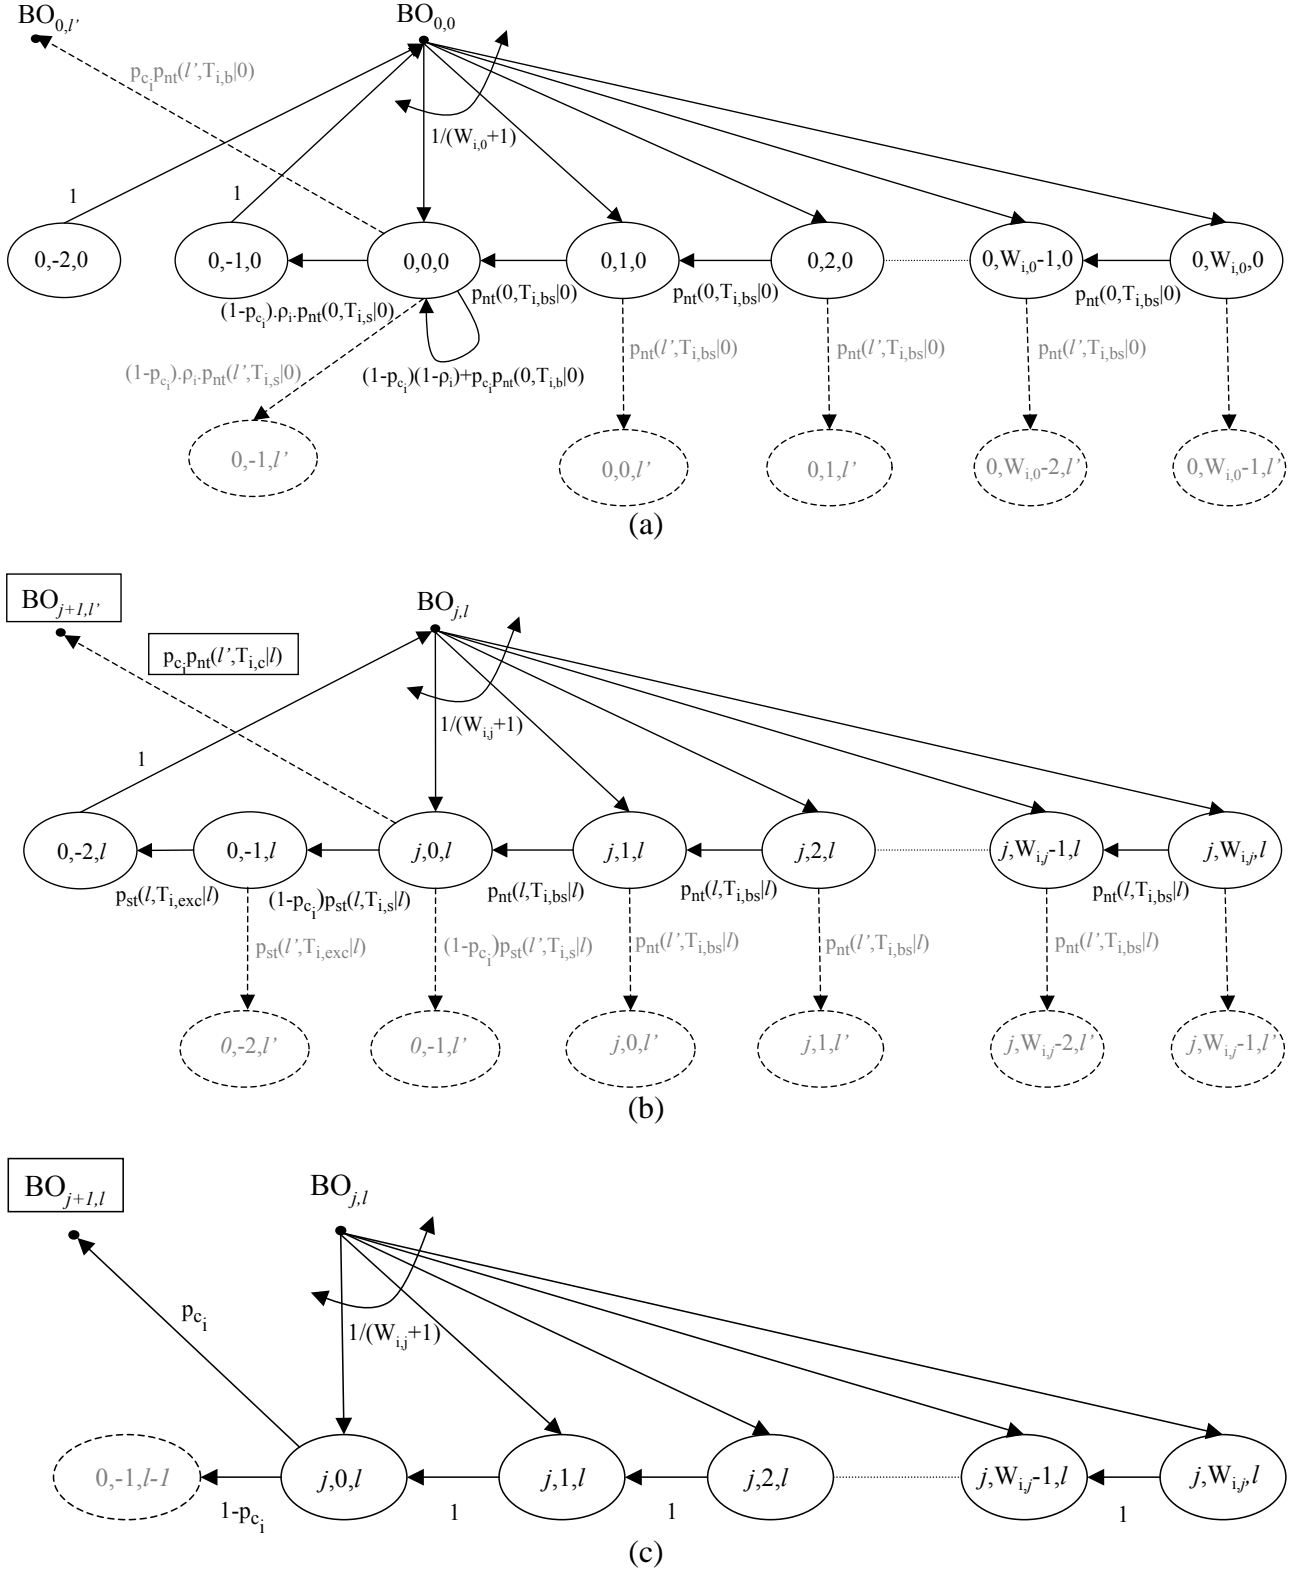 BO0,l’ BO0,0
pcipnt(l’,Ti,b|0)
1/(Wi,0+1)
1 1
0,-2,0 0,-1,0 0,0,0 0,1,0 0,2,0 0,Wi,0-1,0 0,Wi,0,0
(1-pci).ρi.pnt(0,Ti,s|0) pnt(0,Ti,bs|0) pnt(0,Ti,bs|0) pnt(0,Ti,bs|0)
(1-pci).ρi.pnt(l’,Ti,s|0) (1-pci)(1-ρi)+pcipnt(0,Ti,b|0) pnt(l’,Ti,bs|0) pnt(l’,Ti,bs|0) pnt(l’,Ti,bs|0)
0,-1,l’ 0,0,l’ 0,1,l’ 0,Wi,0-2,l’ 0,Wi,0-1,l’
(a)
BOj+1,l’ BOj,l
pcipnt(l’,Ti,c|l)
1/(Wi,j+1)
1
0,-2,l 0,-1,l j,0,l j,1,l j,2,l j,Wi,j-1,l j,Wi,j,l
pst(l,Ti,exc|l) (1-pci)pst(l,Ti,s|l) pnt(l,Ti,bs|l) pnt(l,Ti,bs|l) pnt(l,Ti,bs|l)
pst(l’,Ti,exc|l) (1-pci)pst(l’,Ti,s|l) pnt(l’,Ti,bs|l) pnt(l’,Ti,bs|l) pnt(l’,Ti,bs|l)
0,-2,l’ 0,-1,l’ j,0,l’ j,1,l’ j,Wi,j-2,l’ j,Wi,j-1,l’
(b)
BOj+1,l BOj,l
pci
1/(Wi,j+1)
0,-1,l-1 j,0,l j,1,l j,2,l j,Wi,j-1,l j,Wi,j,l
1-pci 1 1 1
(c)